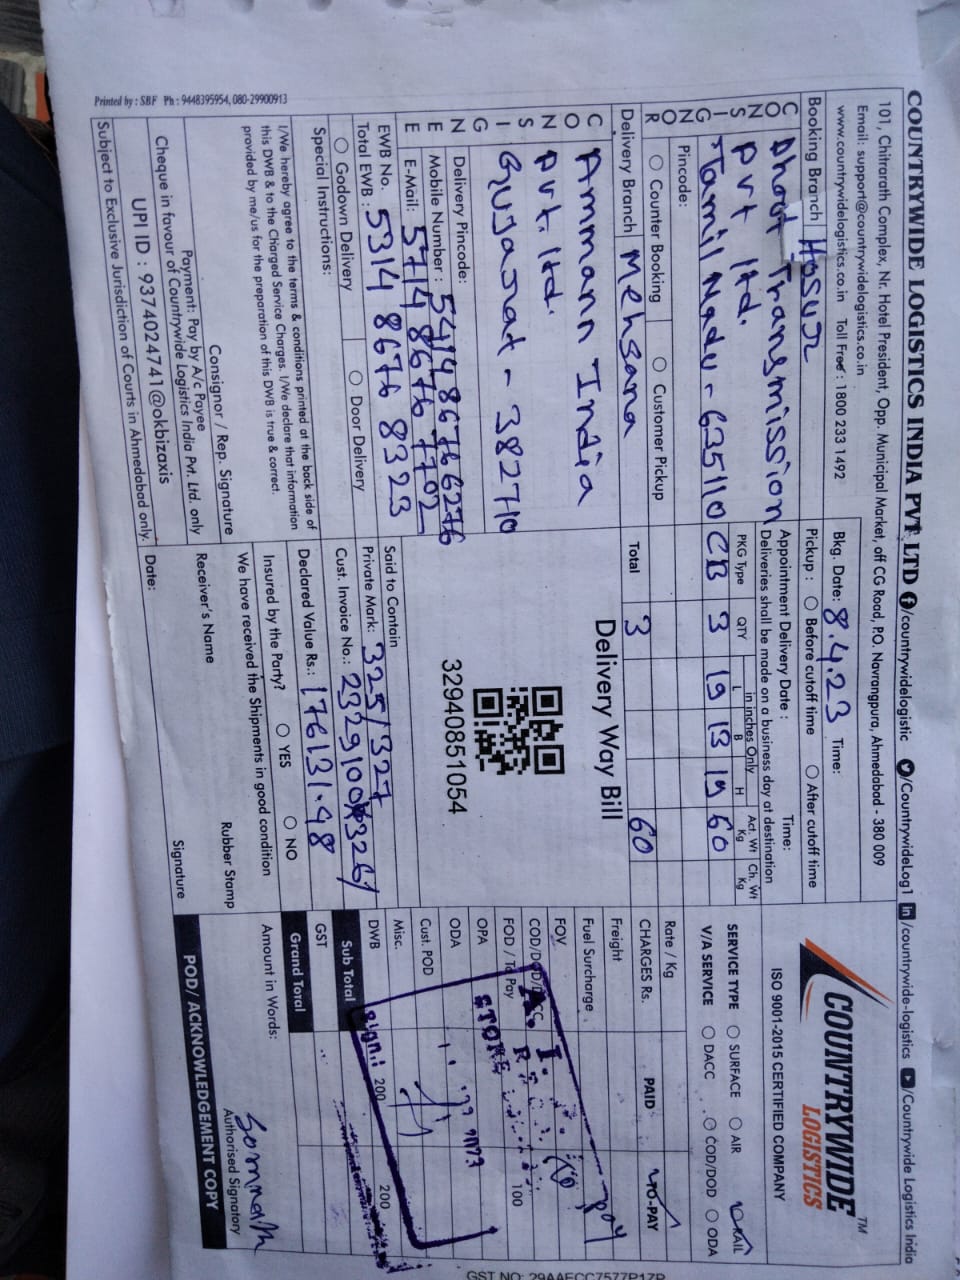 COUNTRYWIDE LOGISTICS INDIA PVT LTD /countrywidelogistic /CountrywideLog1 /countrywide-logistics /Countrywide Logistics India
101, Chitrarath Complex, Nr. Hotel President, Opp. Municipal Market, off CG Road, P.O. Navrangpura, Ahmedabad - 380 009
Email: support@countrywidelogistics.co.in
www.countrywidelogistics.co.in Toll Free : 1800 233 1492
COUNTRYWIDE LOGISTICS TM
ISO 9001-2015 CERTIFIED COMPANY
Booking Branch Hosur
Bkg. Date: 8.4.23 Time:
Pickup : Before cutoff time After cutoff time
Appointment Delivery Date : Time:
Deliveries shall be made on a business day at destination
CONSIGNOR
Dhoot Transmission
Pvt ltd.
Tamil Nadu - 635110
Pincode:
Counter Booking Customer Pickup
PKG Type QTY in inches Only L B H Act. Wt Kg Ch. Wt Kg
CB 3 19 13 19 60
Total 3 60
SERVICE TYPE SURFACE AIR RAIL
V/A SERVICE DACC COD/DOD ODA
Rate / Kg
CHARGES Rs. PAID TO-PAY
Freight
Fuel Surcharge
FOV
COD/DOD/DACC
FOD / To Pay 100
OPA
ODA
Cust. POD
Misc.
DWB 200 200
Sub Total
GST
Grand Total
Amount in Words:
Delivery Branch Mehsana
CONSIGNEE
Ammann India
Pvt. ltd.
Gujarat - 382710
Delivery Pincode:
Mobile Number : 5414 8676 6276
E-Mail: 5714 8676 7702
EWB No. 5314 8676 8323
Total EWB :
Godown Delivery Door Delivery
Special Instructions:
Delivery Way Bill
329408851054
Said to Contain
Private Mark: 325/327
Cust. Invoice No.:
Declared Value Rs.: 176131.98
Insured by the Party? YES NO
We have received the Shipments in good condition
I/We hereby agree to the terms & conditions printed at the back side of
this DWB & to the Charged Service Charges. I/We declare that information
provided by me/us for the preparation of this DWB is true & correct.
Consignor / Rep. Signature
Rubber Stamp
Receiver's Name
Signature
Date:
Payment: Pay by A/c Payee
Cheque in favour of Countrywide Logistics India Pvt. Ltd. only
UPI ID : 9374024741@okbizaxis
Subject to Exclusive Jurisdiction of Courts in Ahmedabad only.
Authorised Signatory
POD/ ACKNOWLEDGEMENT COPY
Printed by : SBF Ph : 9448395954, 080-29900913
STORE
Sign:
GST NO: 29AAECC7577P1ZP